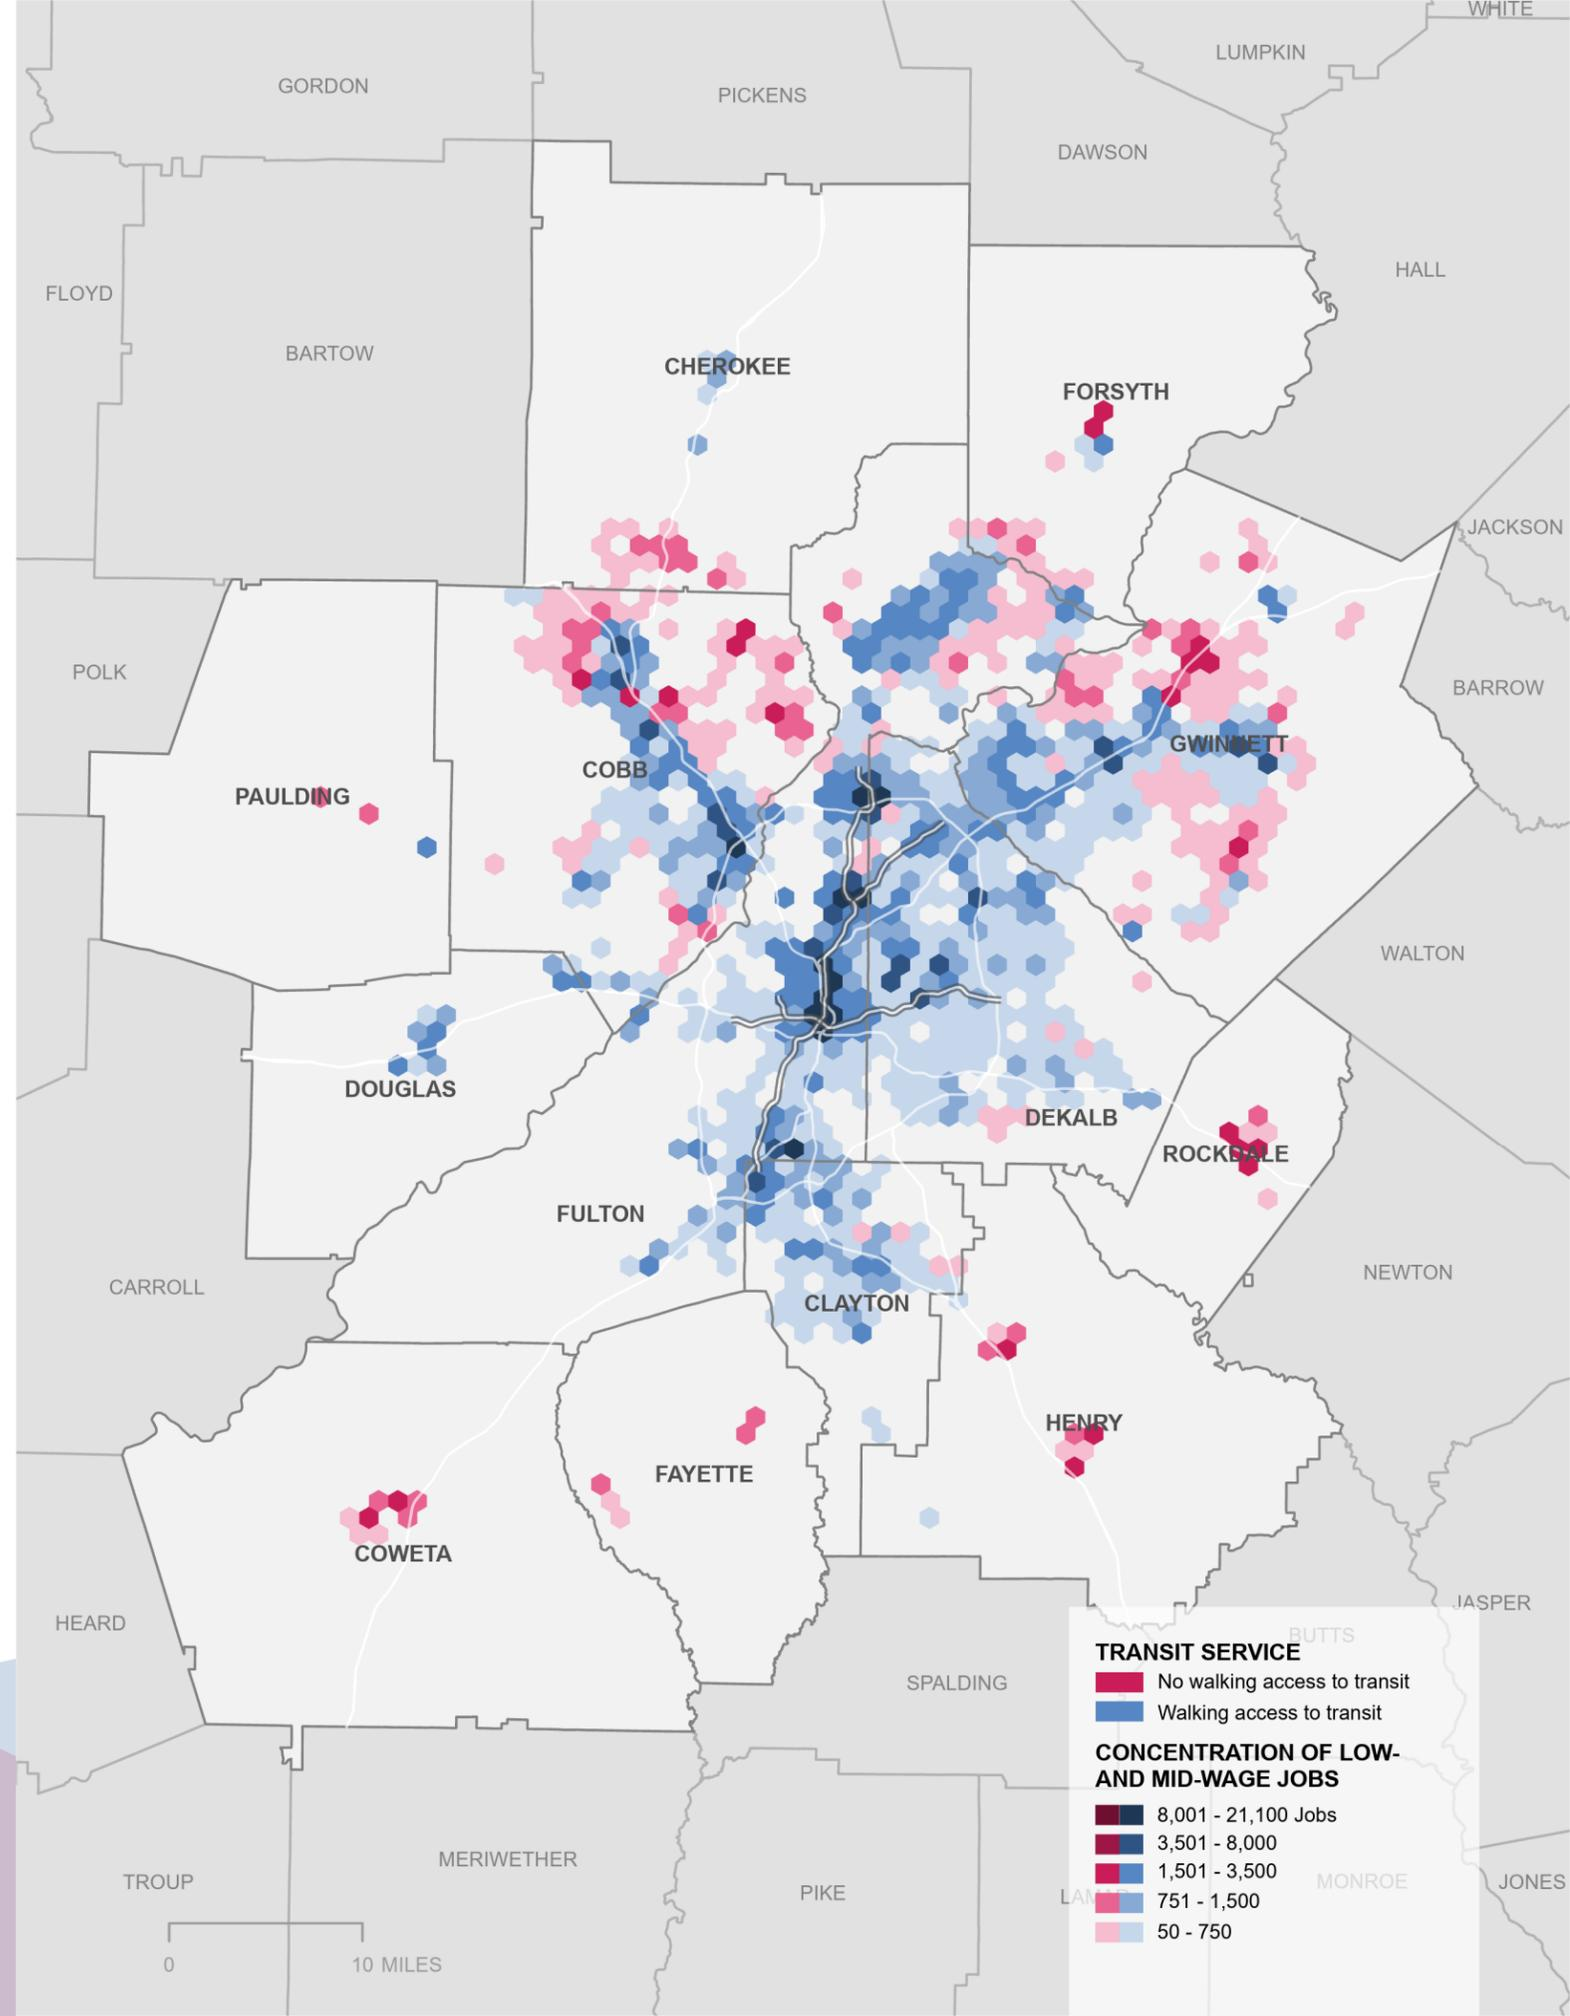 WHITE
LUMPKIN
GORDON
PICKENS
DAWSON
HALL
FLOYD
BARTOW
CHEROKEE
FORSYTH
JACKSON
POLK
BARROW
GWINNETT
COBB
PAULDING
WALTON
DOUGLAS
DEKALB
ROCKDALE
FULTON
NEWTON
CARROLL
CLAYTON
HENRY
FAYETTE
COWETA
HEARD
JASPER
BUTTS
SPALDING
TRANSIT SERVICE
No walking access to transit
Walking access to transit
CONCENTRATION OF LOW-
AND MID-WAGE JOBS
8,001 - 21,100 Jobs
3,501 - 8,000
1,501 - 3,500
751 - 1,500
50 - 750
MERIWETHER
TROUP
PIKE
LAMAR
MONROE
JONES
0 10 MILES